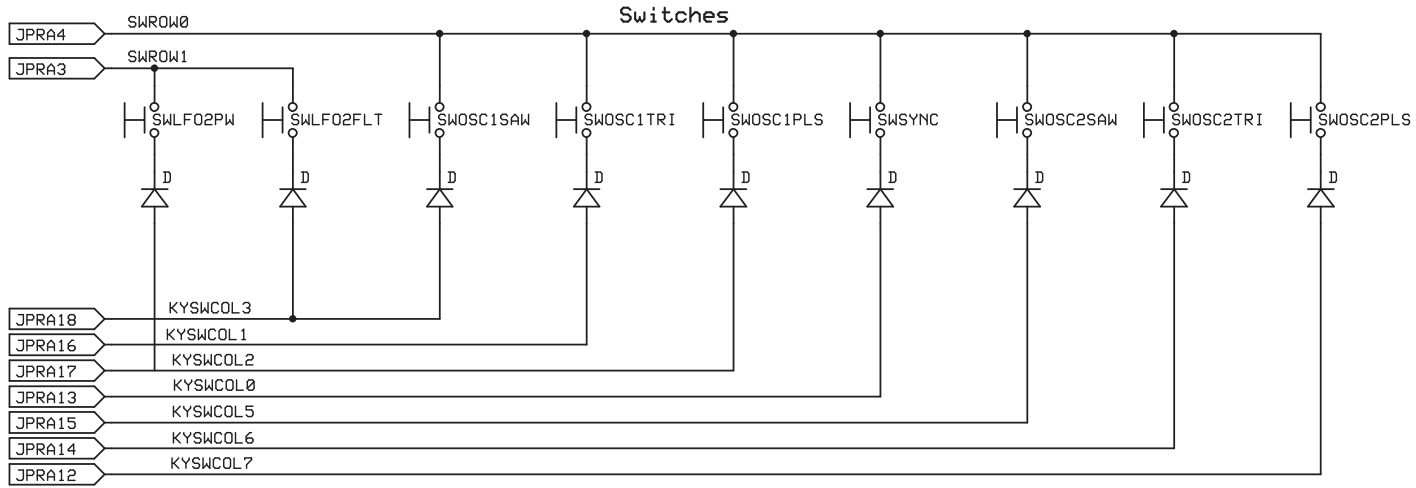 Switches
JPRA4 SWROW0
JPRA3 SWROW1
SWLFO2PW SWLFO2FLT SWOSC1SAW SWOSC1TRI SWOSC1PLS SWSYNC SWOSC2SAW SWOSC2TRI SWOSC2PLS
D D D D D D D D D
JPRA18 KYSWCOL3
JPRA16 KYSWCOL1
JPRA17 KYSWCOL2
JPRA13 KYSWCOL0
JPRA15 KYSWCOL5
JPRA14 KYSWCOL6
JPRA12 KYSWCOL7